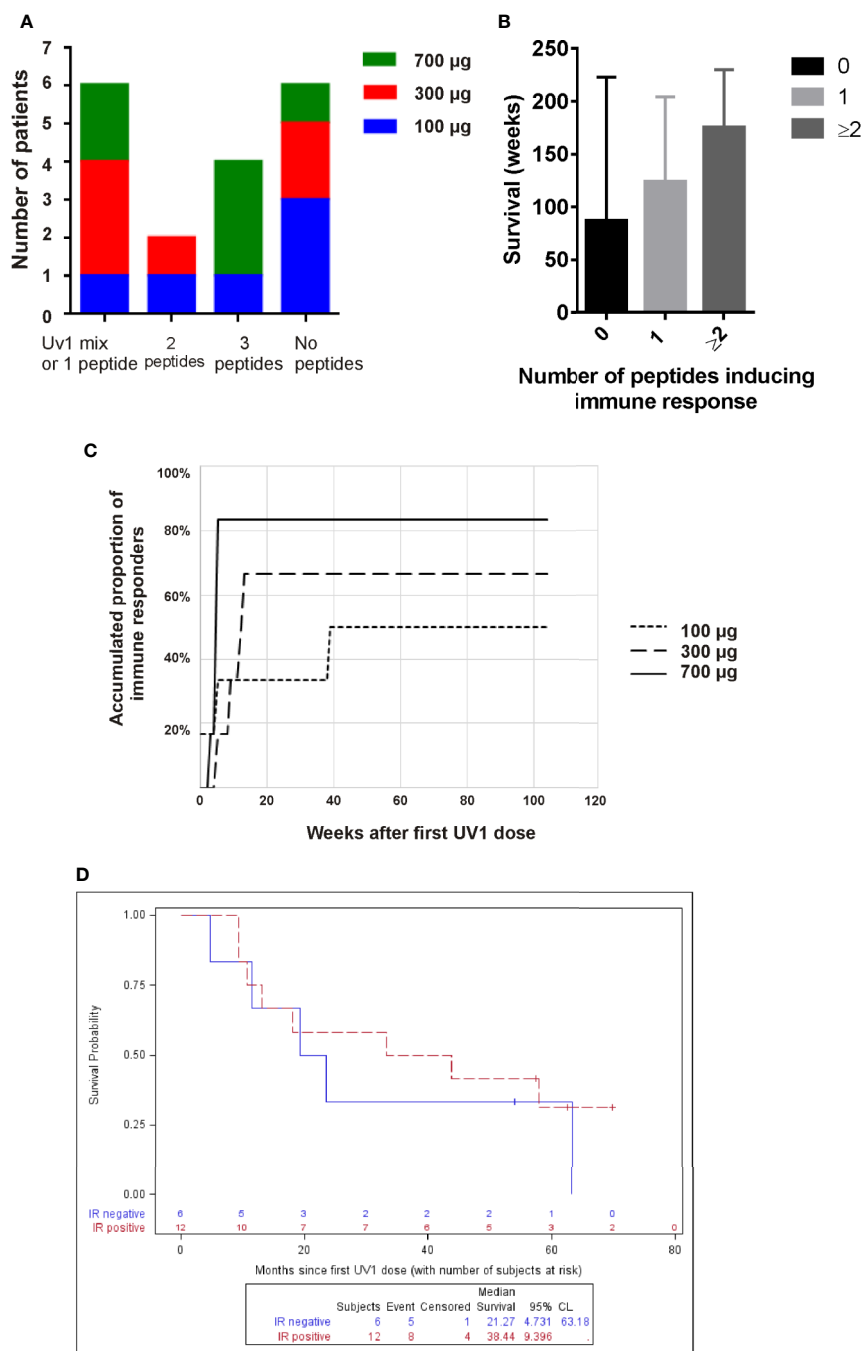 A
Number of patients
7
6
5
4
3
2
1
0
Uv1 mix
or 1 peptide
2
peptides
3
peptides
No
peptides
700 µg
300 µg
100 µg
B
Survival (weeks)
250
200
150
100
50
0
0
1
≥2
Number of peptides inducing
immune response
0
1
≥2
C
Accumulated proportion of
immune responders
100%
80%
60%
40%
20%
0 20 40 60 80 100 120
Weeks after first UV1 dose
100 µg
300 µg
700 µg
D
Survival Probability
1.00
0.75
0.50
0.25
0.00
IR negative 6 5 3 2 2 2 1 0
IR positive 12 10 7 7 6 5 3 2 0
0 20 40 60 80
Months since first UV1 dose (with number of subjects at risk)
Median
Subjects Event Censored Survival 95% CL
IR negative 6 5 1 21.27 4.731 63.18
IR positive 12 8 4 38.44 9.396 .